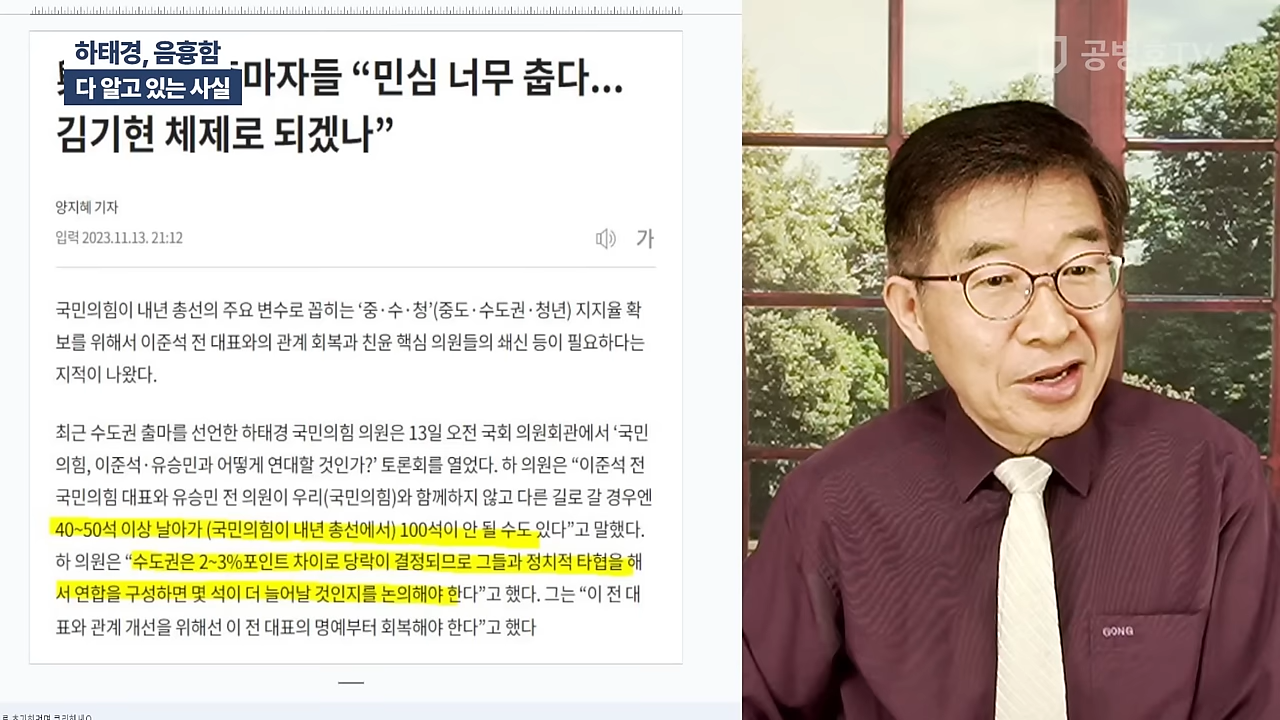 하태경, 음흉함
다 알고 있는 사실
마자들 “민심 너무 춥다...
김기현 체제로 되겠나”
양지혜 기자
입력 2023.11.13. 21:12
가
국민의힘이 내년 총선의 주요 변수로 꼽히는 ‘중·수·청’(중도·수도권·청년) 지지율 확
보를 위해서 이준석 전 대표와의 관계 회복과 친윤 핵심 의원들의 쇄신 등이 필요하다는
지적이 나왔다.
최근 수도권 출마를 선언한 하태경 국민의힘 의원은 13일 오전 국회 의원회관에서 ‘국민
의힘, 이준석·유승민과 어떻게 연대할 것인가?’ 토론회를 열었다. 하 의원은 “이준석 전
국민의힘 대표와 유승민 전 의원이 우리(국민의힘)와 함께하지 않고 다른 길로 갈 경우엔
40~50석 이상 날아가 (국민의힘이 내년 총선에서) 100석이 안 될 수도 있다”고 말했다.
하 의원은 “수도권은 2~3%포인트 차이로 당락이 결정되므로 그들과 정치적 타협을 해
서 연합을 구성하면 몇 석이 더 늘어날 것인지를 논의해야 한다”고 했다. 그는 “이 전 대
표와 관계 개선을 위해선 이 전 대표의 명예부터 회복해야 한다”고 했다
공병호TV
GONG